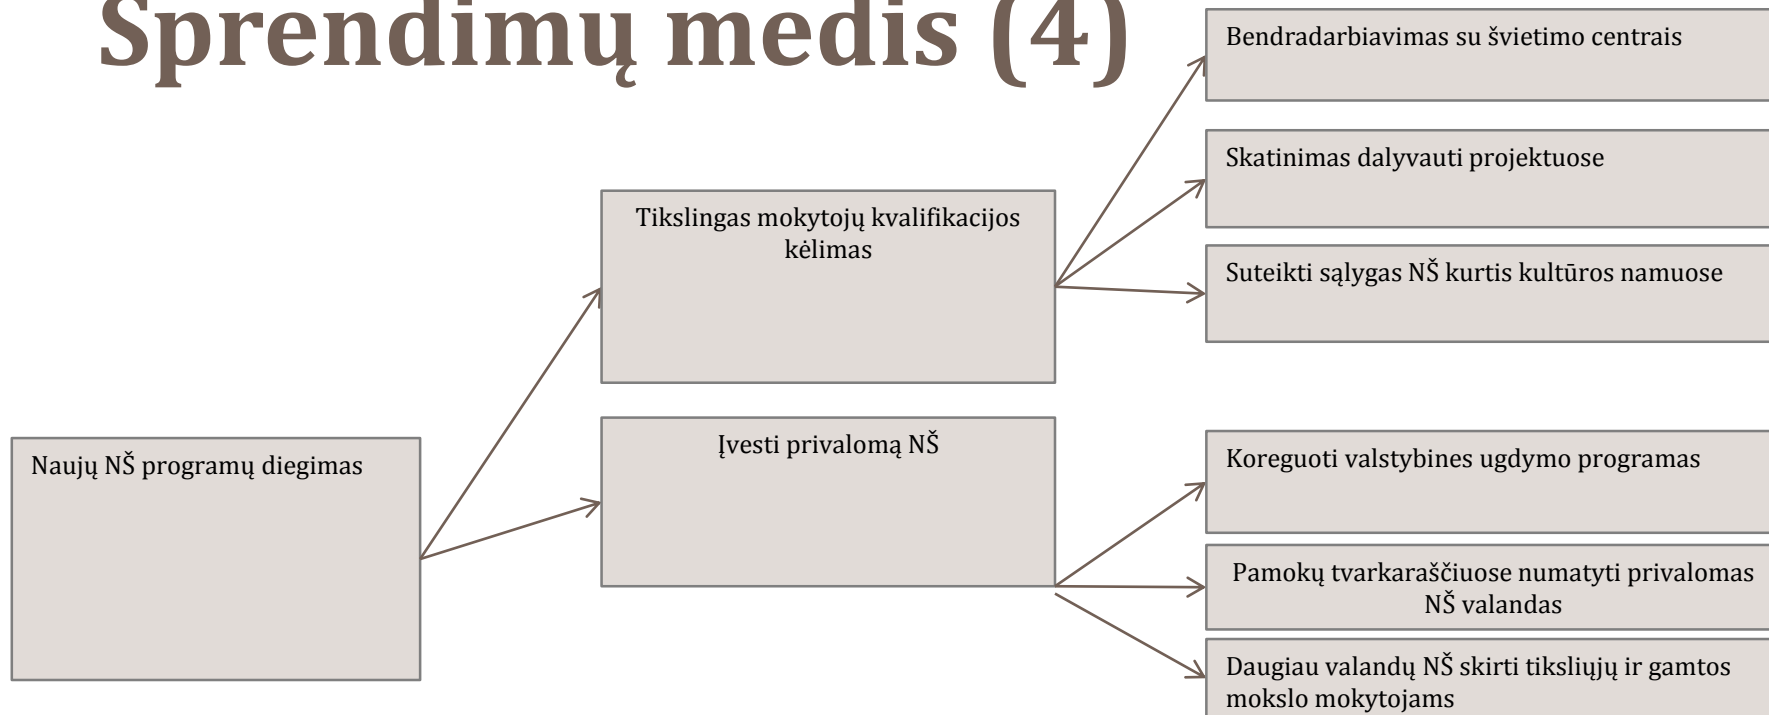 Sprendimų medis (4)
Bendradarbiavimas su švietimo centrais
Skatinimas dalyvauti projektuose
Tikslingas mokytojų kvalifikacijos
kėlimas
Suteikti sąlygas NŠ kurtis kultūros namuose
Naujų NŠ programų diegimas
Įvesti privalomą NŠ
Koreguoti valstybines ugdymo programas
Pamokų tvarkaraščiuose numatyti privalomas
NŠ valandas
Daugiau valandų NŠ skirti tiksliųjų ir gamtos
mokslo mokytojams